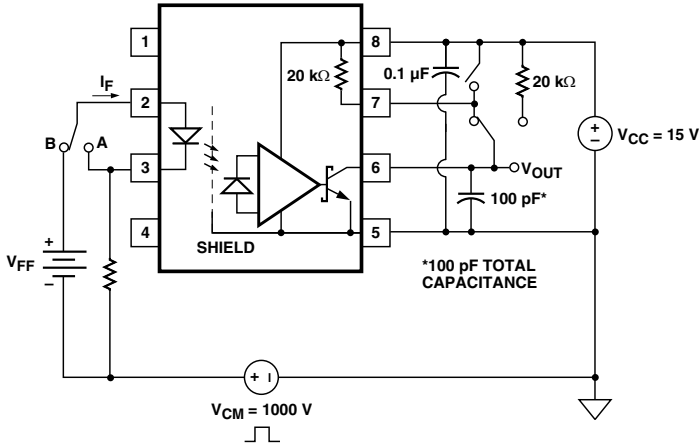 1
8
I_F
20 kΩ
0.1 µF
20 kΩ
2
7
B
A
+
−
V_CC = 15 V
3
6
V_OUT
100 pF*
4
SHIELD
5
+
V_FF
−
*100 pF TOTAL
CAPACITANCE
+ −
V_CM = 1000 V